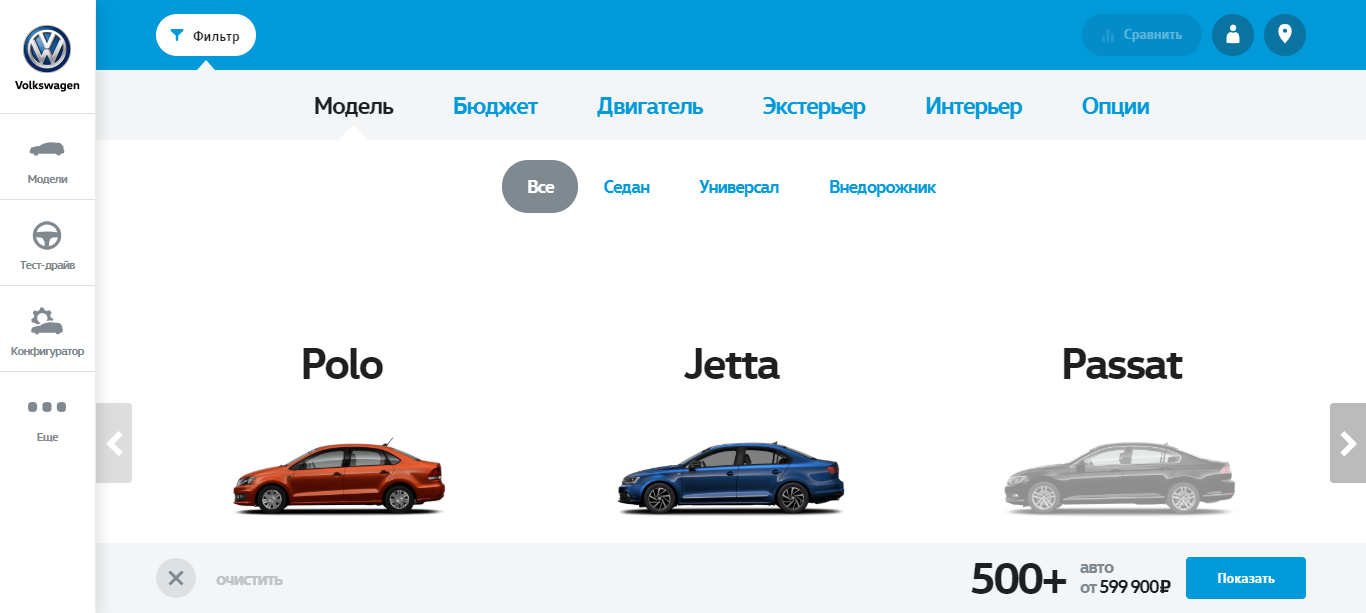 Volkswagen
Модели
Тест-драйв
Конфигуратор
Еще
Фильтр
Сравнить
Модель
Бюджет
Двигатель
Экстерьер
Интерьер
Опции
Все
Седан
Универсал
Внедорожник
Polo
Jetta
Passat
очистить
500+
авто
от 599 900₽
Показать